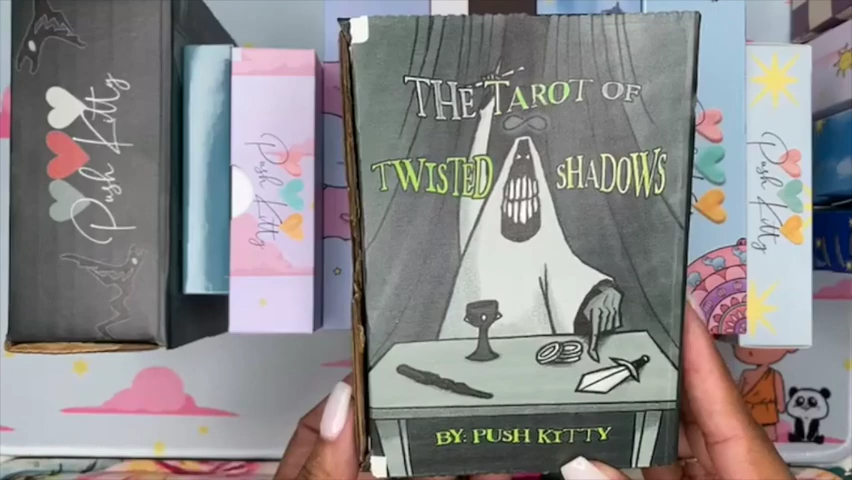 THE TAROT OF
TWISTED SHADOWS
BY: PUSH KITTY
Push Kitty
Push Kitty
Push Kitty